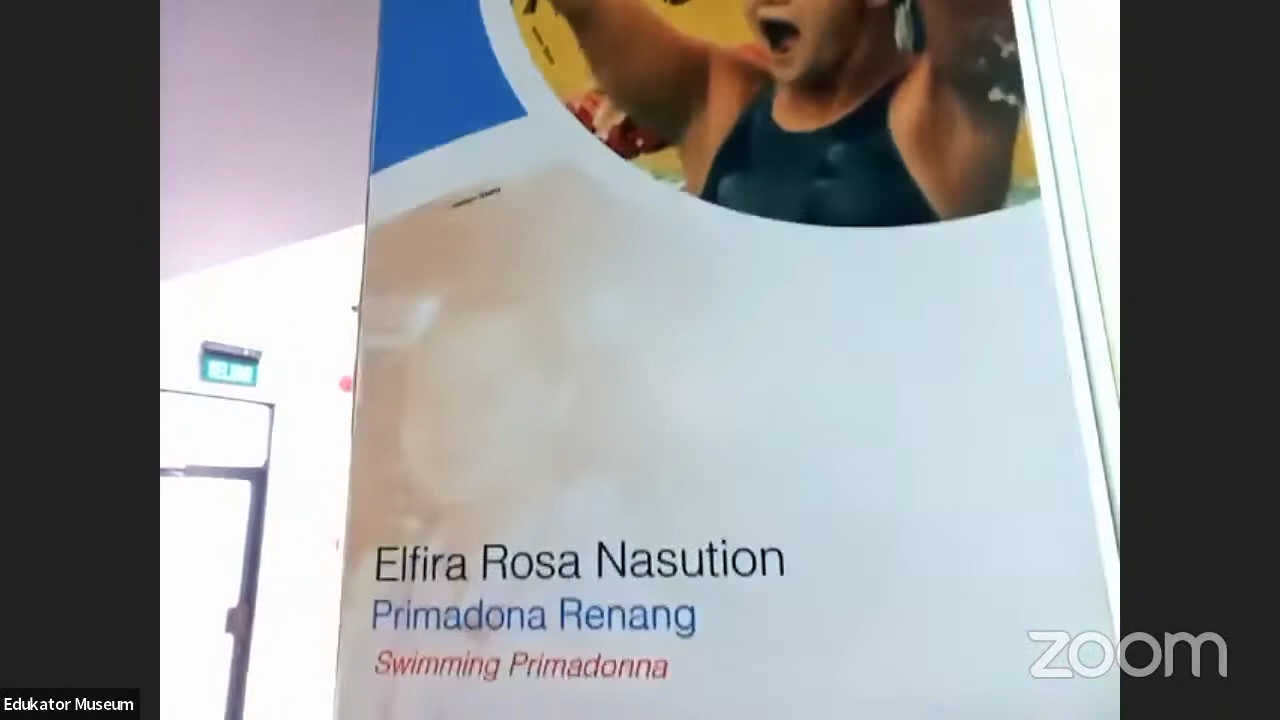 Elfira Rosa Nasution
Primadona Renang
Swimming Primadonna
zoom
Edukator Museum